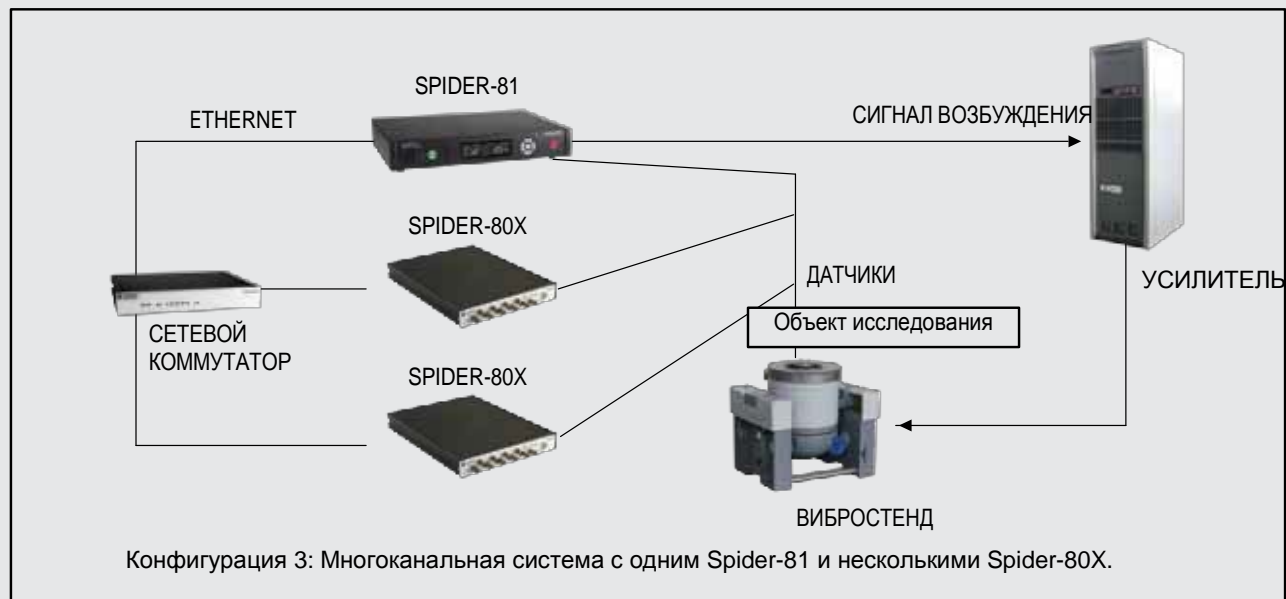 SPIDER-81
ETHERNET
СИГНАЛ ВОЗБУЖДЕНИЯ
SPIDER-80X
ДАТЧИКИ
УСИЛИТЕЛЬ
Объект исследования
СЕТЕВОЙ
КОММУТАТОР
SPIDER-80X
ВИБРОСТЕНД
Конфигурация 3: Многоканальная система с одним Spider-81 и несколькими Spider-80X.